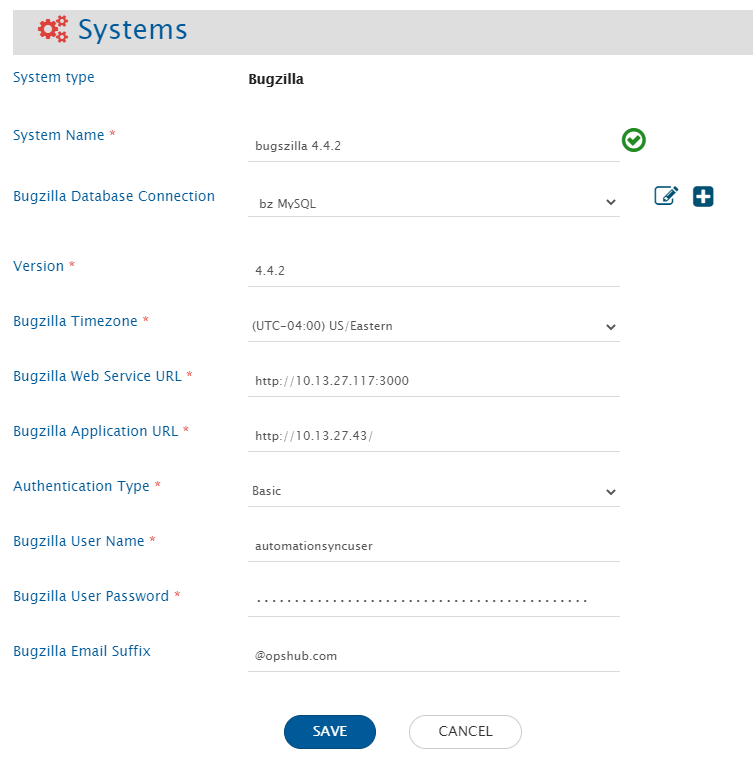 Systems
System type Bugzilla
System Name * bugszilla 4.4.2
Bugzilla Database Connection bz MySQL
Version * 4.4.2
Bugzilla Timezone * (UTC-04:00) US/Eastern
Bugzilla Web Service URL * http://10.13.27.117:3000
Bugzilla Application URL * http://10.13.27.43/
Authentication Type * Basic
Bugzilla User Name * automationsyncuser
Bugzilla User Password * ............................................
Bugzilla Email Suffix @opshub.com
SAVE CANCEL